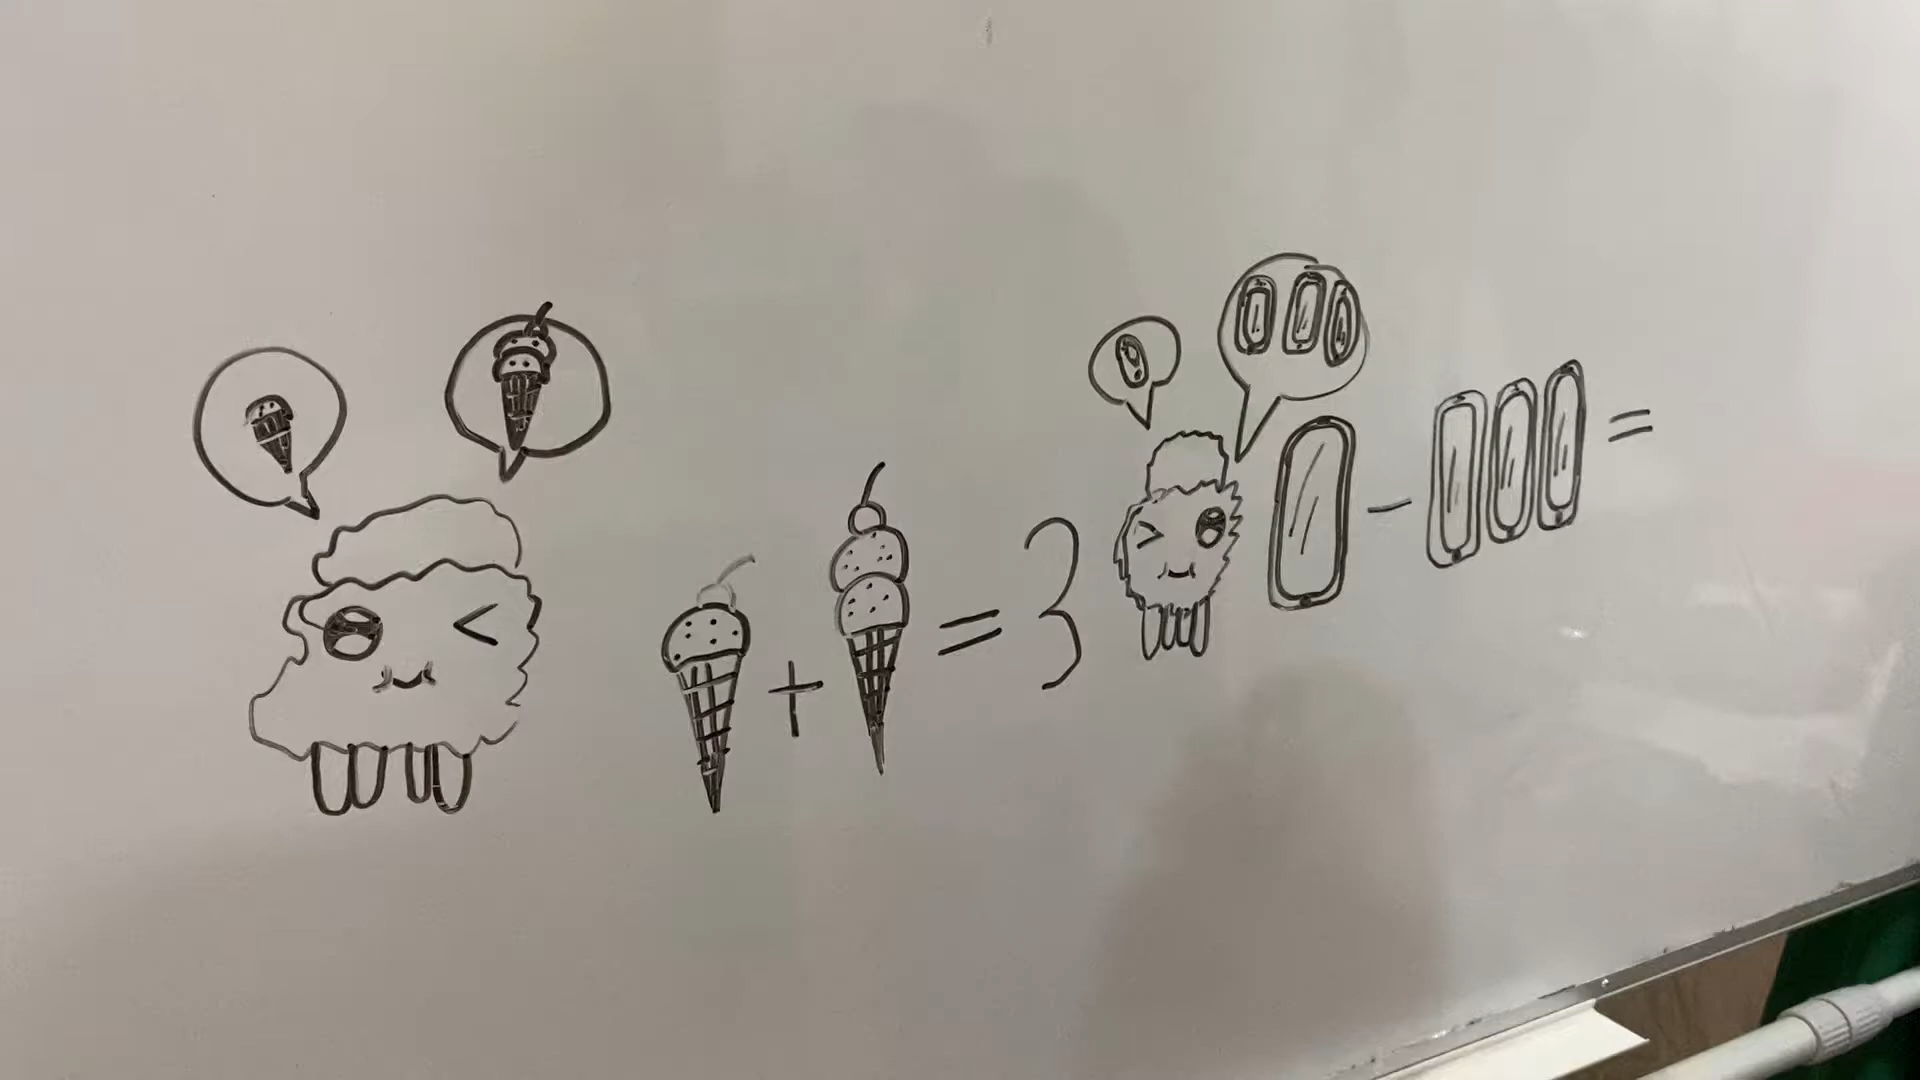 + = 3
- =